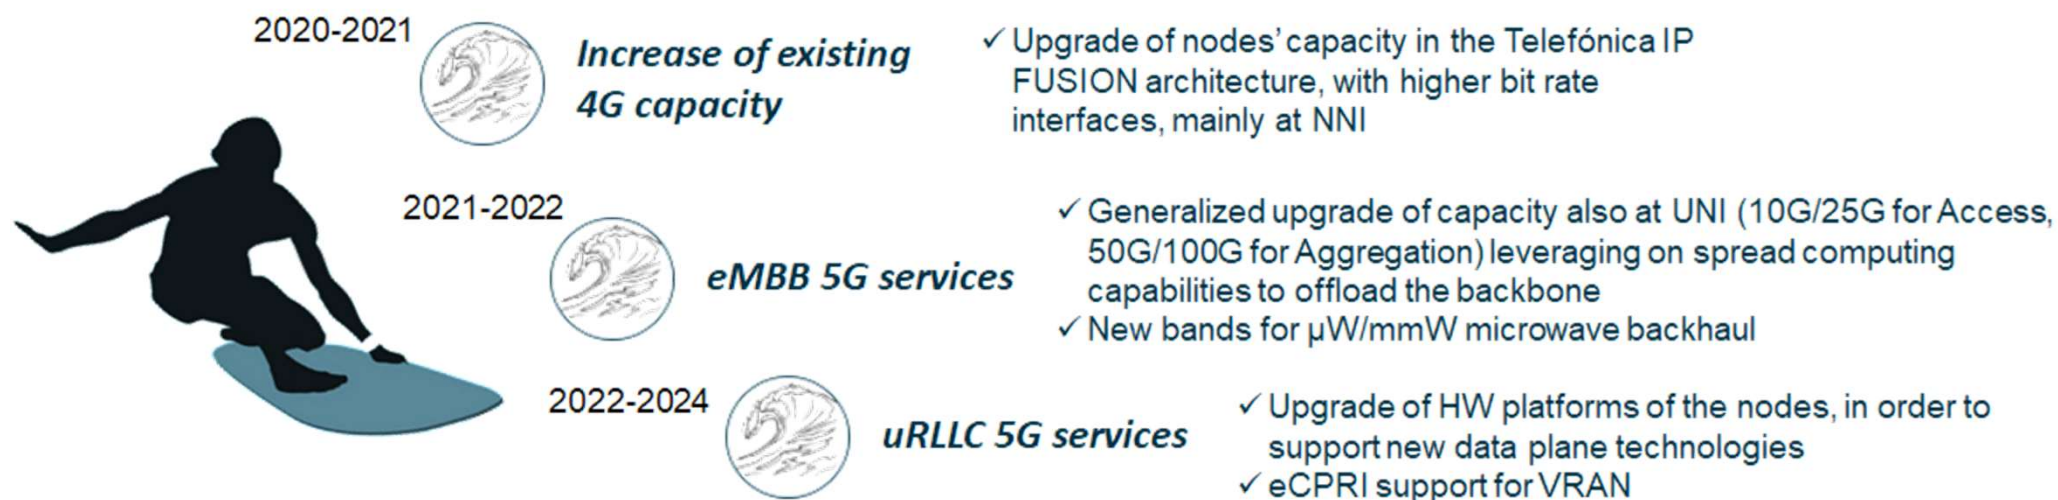 2020-2021
Increase of existing
4G capacity
✓ Upgrade of nodes' capacity in the Telefónica IP
FUSION architecture, with higher bit rate
interfaces, mainly at NNI
2021-2022
eMBB 5G services
✓ Generalized upgrade of capacity also at UNI (10G/25G for Access,
50G/100G for Aggregation) leveraging on spread computing
capabilities to offload the backbone
✓ New bands for µW/mmW microwave backhaul
2022-2024
uRLLC 5G services
✓ Upgrade of HW platforms of the nodes, in order to
support new data plane technologies
✓ eCPRI support for VRAN